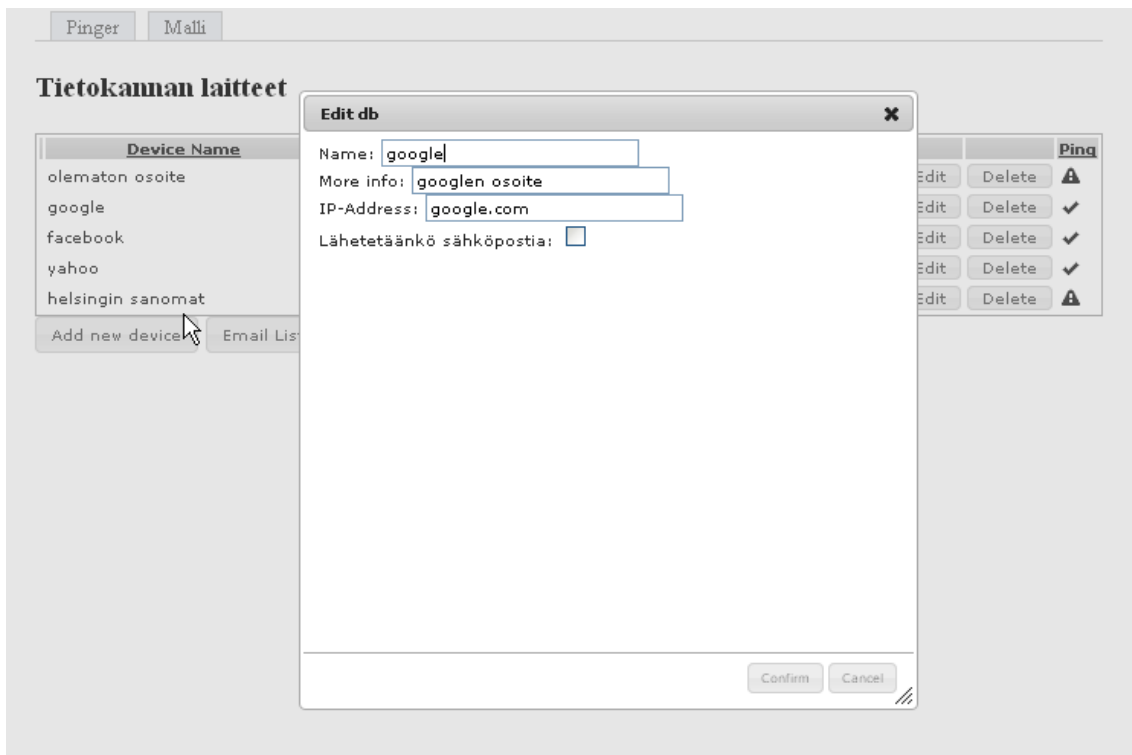 Pinger Malli
Tietokannan laitteet
Edit db
Device Name Ping
Name: google
More info: googlen osoite
IP-Address: google.com
Lähetetäänkö sähköpostia:
olematon osoite Edit Delete
google Edit Delete
facebook Edit Delete
yahoo Edit Delete
helsingin sanomat Edit Delete
Add new device Email Lis
Confirm Cancel